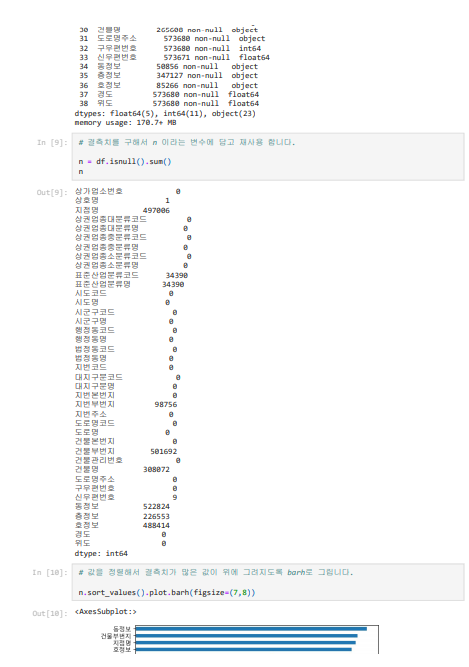 30 건물명 265608 non-null object
31 도로명주소 573680 non-null object
32 구우편번호 573680 non-null int64
33 신우편번호 573671 non-null float64
34 동정보 50856 non-null object
35 층정보 347127 non-null object
36 호정보 85266 non-null object
37 경도 573680 non-null float64
38 위도 573680 non-null float64
dtypes: float64(5), int64(11), object(23)
memory usage: 170.7+ MB
In [9]: # 결측치를 구해서 n 이라는 변수에 담고 재사용 합니다.
n = df.isnull().sum()
n
Out[9]: 상가업소번호 0
상호명 1
지점명 497006
상권업종대분류코드 0
상권업종대분류명 0
상권업종중분류코드 0
상권업종중분류명 0
상권업종소분류코드 0
상권업종소분류명 0
표준산업분류코드 34390
표준산업분류명 34390
시도코드 0
시도명 0
시군구코드 0
시군구명 0
행정동코드 0
행정동명 0
법정동코드 0
법정동명 0
지번코드 0
대지구분코드 0
대지구분명 0
지번본번지 0
지번부번지 98756
지번주소 0
도로명코드 0
도로명 0
건물본번지 0
건물부번지 501692
건물관리번호 0
건물명 308072
도로명주소 0
구우편번호 0
신우편번호 9
동정보 522824
층정보 226553
호정보 488414
경도 0
위도 0
dtype: int64
In [10]: # 값을 정렬해서 결측치가 많은 값이 위에 그려지도록 barh로 그립니다.
n.sort_values().plot.barh(figsize=(7,8))
Out[10]: <AxesSubplot:>
동정보
건물부번지
지점명
호정보